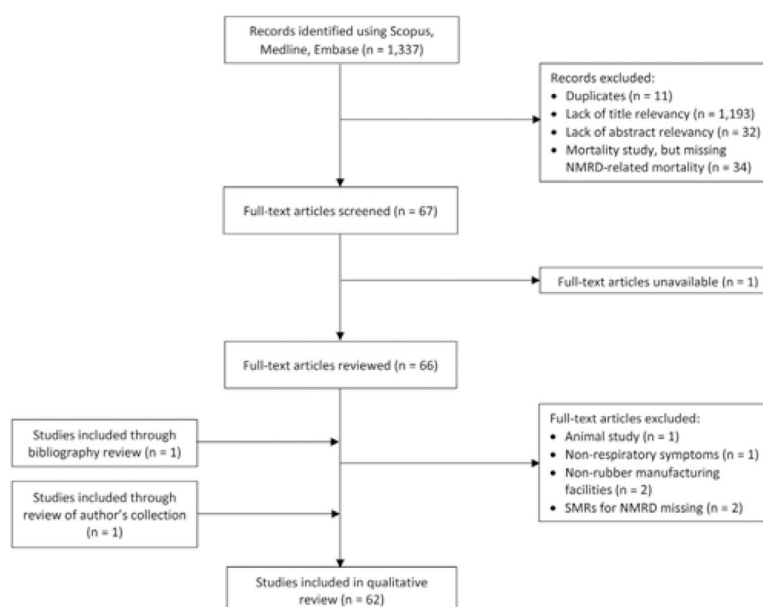 Records identified using Scopus,
Medline, Embase (n = 1,337)
Records excluded:
• Duplicates (n = 11)
• Lack of title relevancy (n = 1,193)
• Lack of abstract relevancy (n = 32)
• Mortality study, but missing
NMRD-related mortality (n = 34)
Full-text articles screened (n = 67)
Full-text articles unavailable (n = 1)
Full-text articles reviewed (n = 66)
Studies included through
bibliography review (n = 1)
Full-text articles excluded:
• Animal study (n = 1)
• Non-respiratory symptoms (n = 1)
• Non-rubber manufacturing
facilities (n = 2)
• SMRs for NMRD missing (n = 2)
Studies included through
review of author's collection
(n = 1)
Studies included in qualitative
review (n = 62)